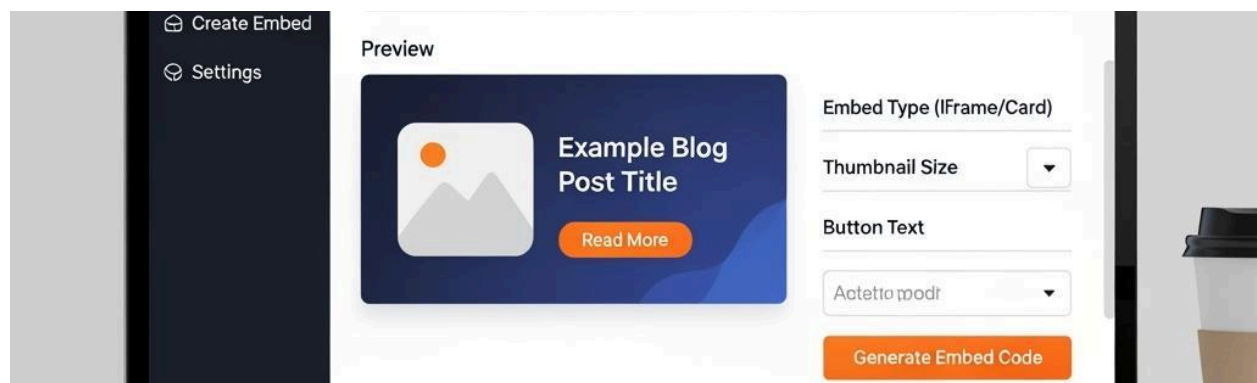 Create Embed
Settings
Preview
Example Blog
Post Title
Read More
Embed Type (IFrame/Card)
Thumbnail Size
Button Text
Generate Embed Code